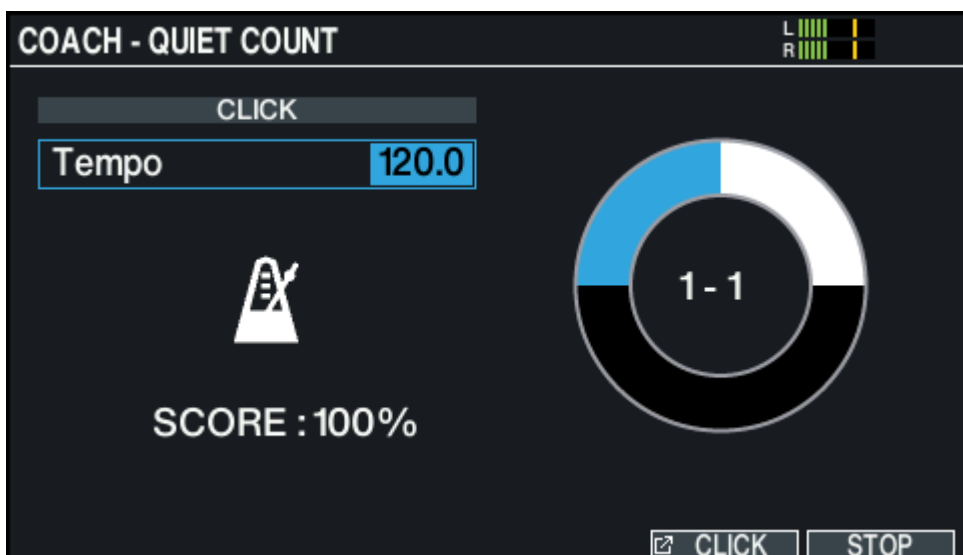 COACH - QUIET COUNT
L
R
CLICK
Tempo 120.0
1 - 1
SCORE : 100%
CLICK STOP